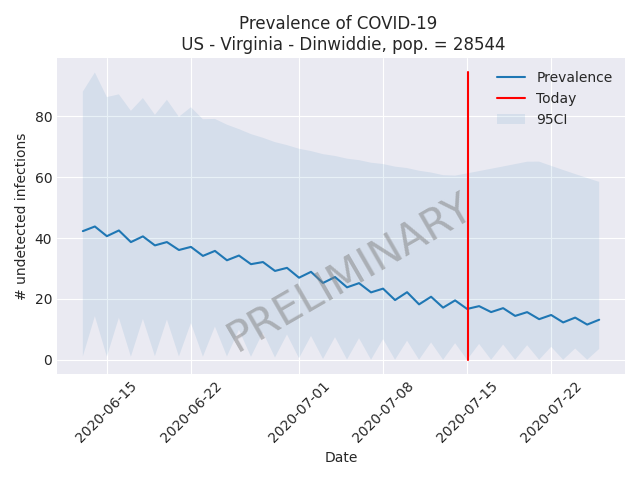 Prevalence of COVID-19
US - Virginia - Dinwiddie, pop. = 28544
Prevalence
Today
95CI
PRELIMINARY
# undetected infections
80
60
40
20
0
2020-06-15
2020-06-22
2020-07-01
2020-07-08
2020-07-15
2020-07-22
Date